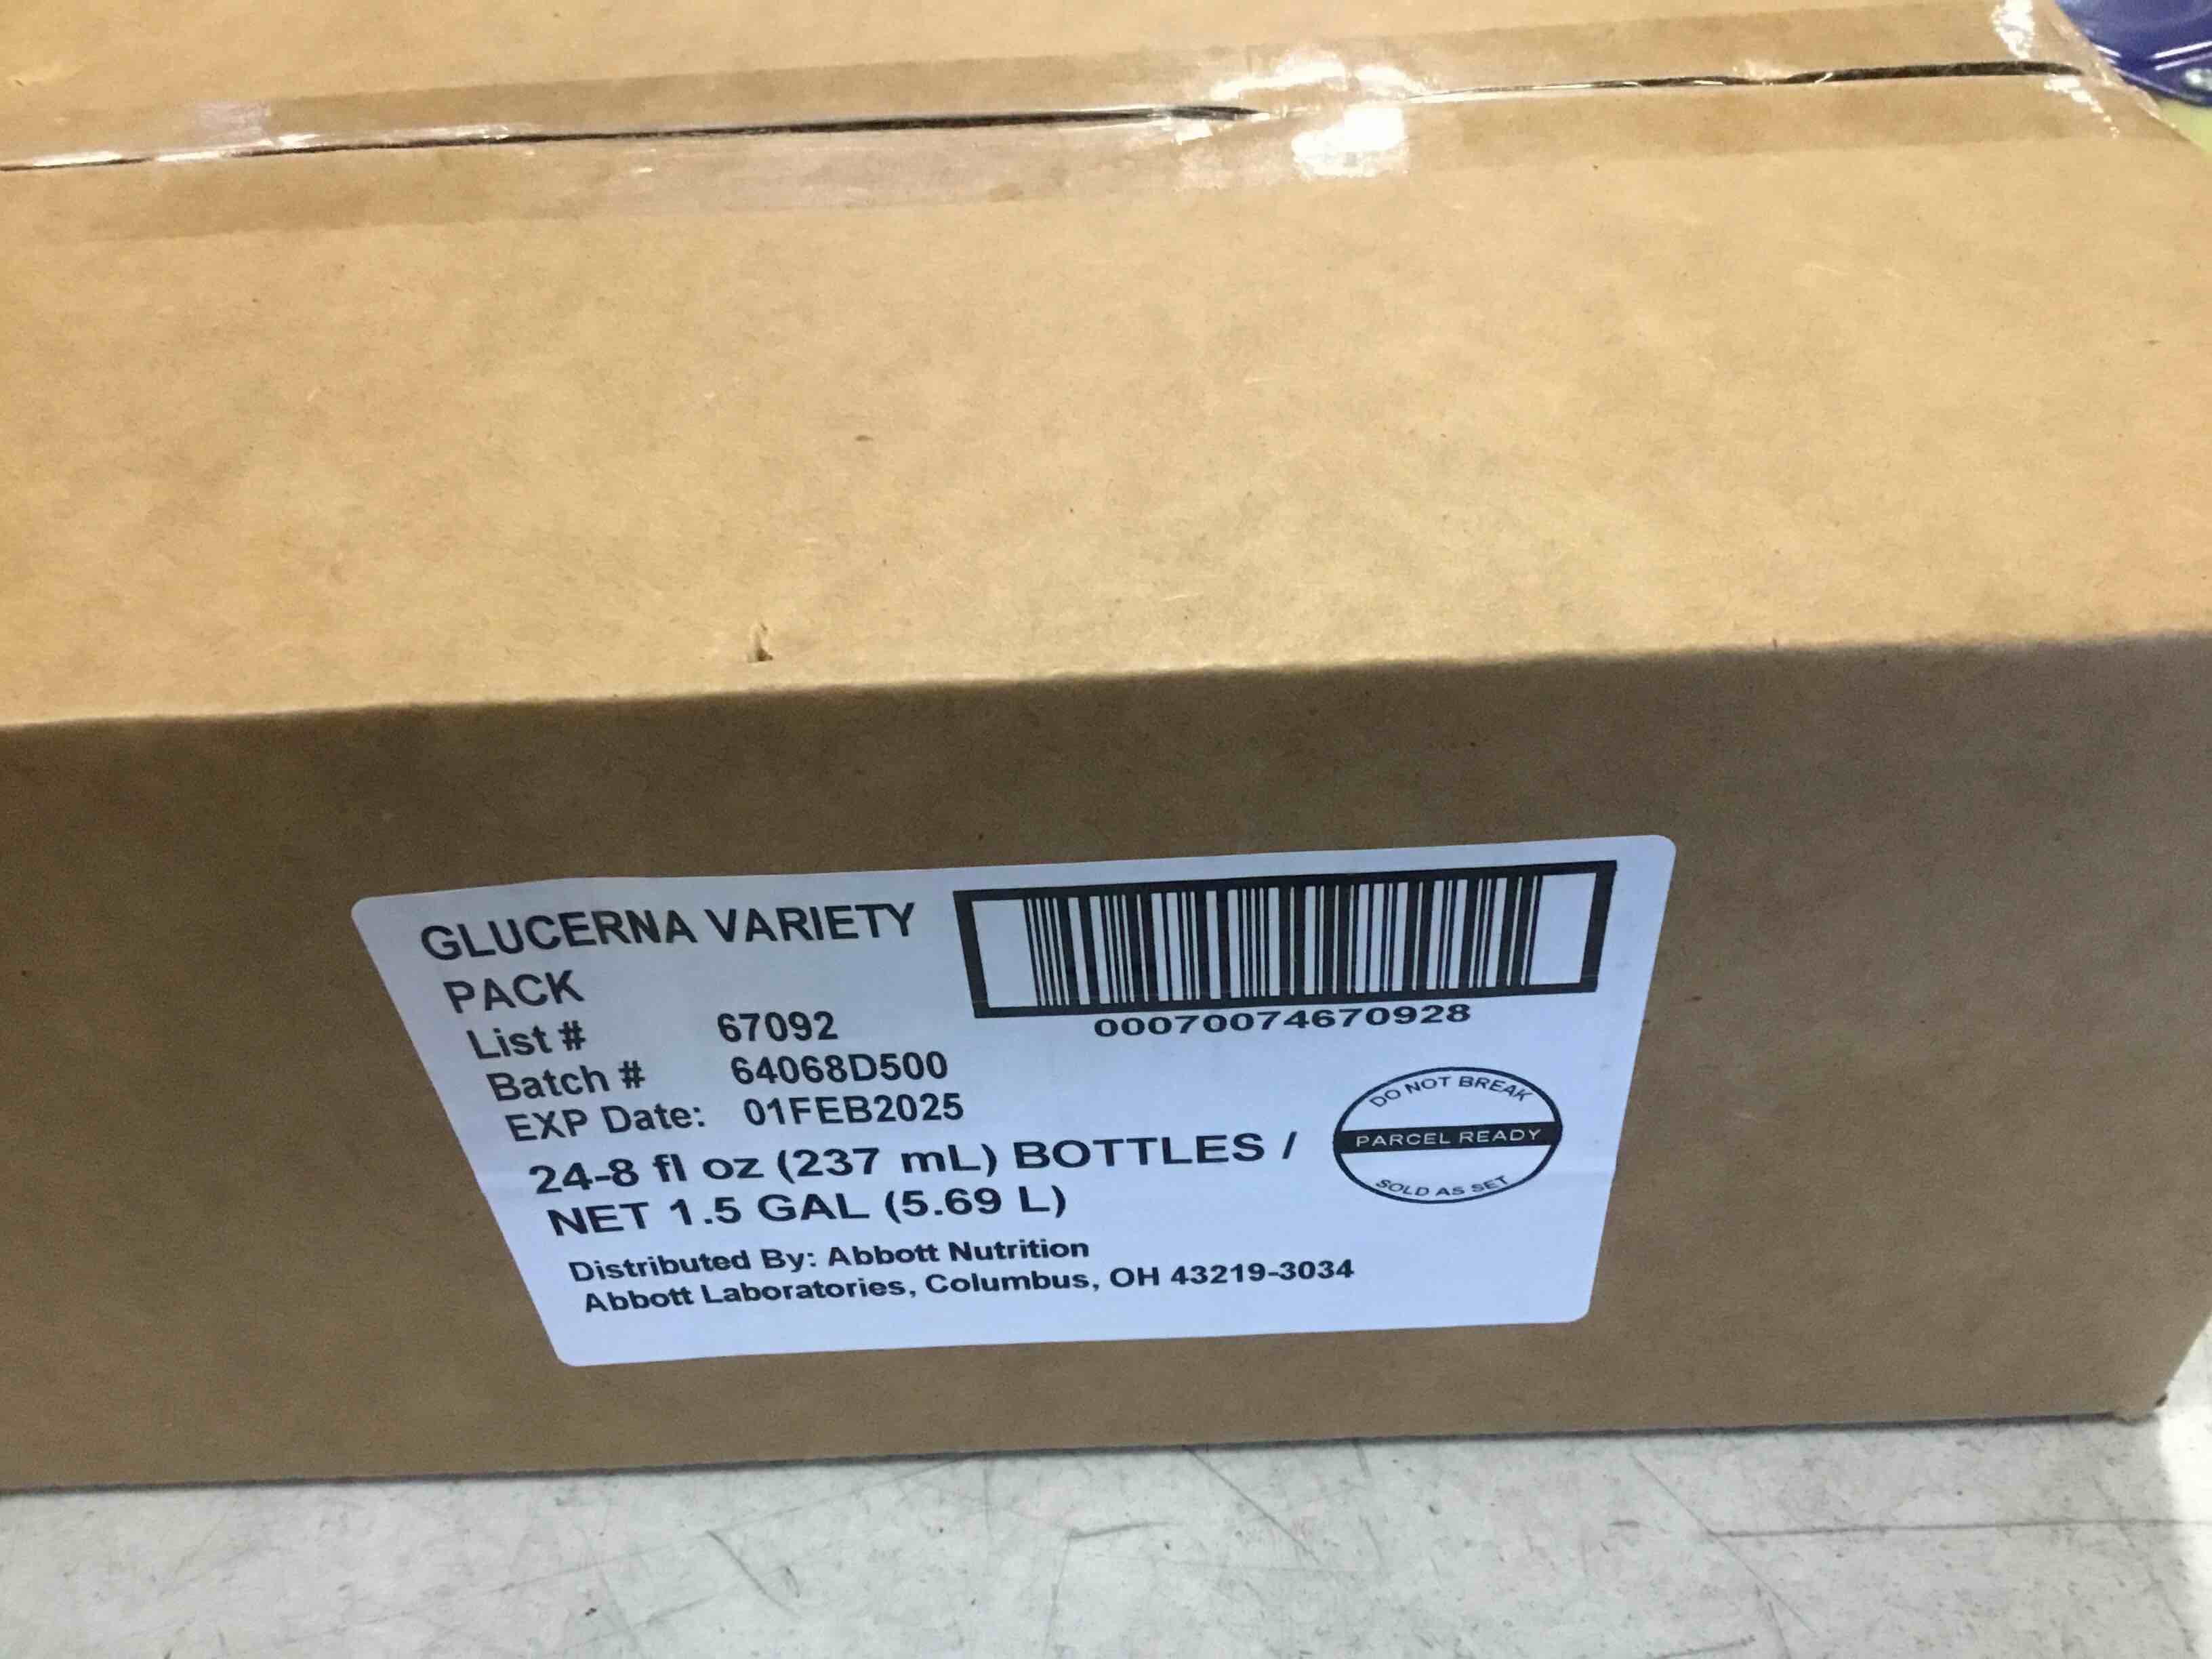 GLUCERNA VARIETY
PACK
List # 67092
Batch # 64068D500
EXP Date: 01FEB2025
24-8 fl oz (237 mL) BOTTLES /
NET 1.5 GAL (5.69 L)
Distributed By: Abbott Nutrition
Abbott Laboratories, Columbus, OH 43219-3034
00070074670928
DO NOT BREAK
PARCEL READY
SOLD AS SET